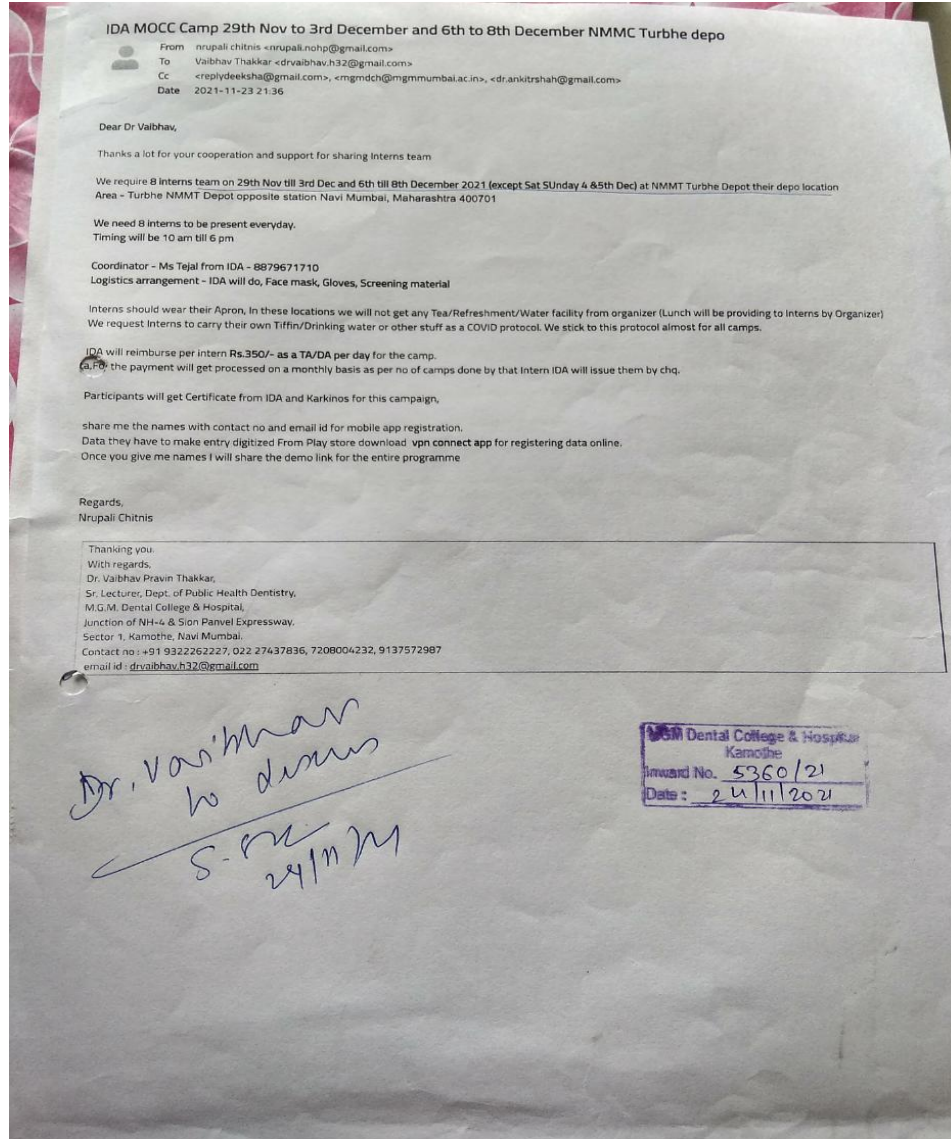 IDA MOCC Camp 29th Nov to 3rd December and 6th to 8th December NMMC Turbhe depo
From nrupali chitnis <nrupali.nohp@gmail.com>
To Vaibhav Thakkar <drvaibhav.h32@gmail.com>
Cc <replydeeksha@gmail.com>, <mgmdch@mgmmumbai.ac.in>, <dr.ankitrshah@gmail.com>
Date 2021-11-23 21:36
Dear Dr Vaibhav,
Thanks a lot for your cooperation and support for sharing Interns team
We require 8 interns team on 29th Nov till 3rd Dec and 6th till 8th December 2021 (except Sat SUnday 4 &5th Dec) at NMMT Turbhe Depot their depo location
Area - Turbhe NMMT Depot opposite station Navi Mumbai, Maharashtra 400701
We need 8 interns to be present everyday.
Timing will be 10 am till 6 pm
Coordinator - Ms Tejal from IDA - 8879671710
Logistics arrangement - IDA will do, Face mask, Gloves, Screening material
Interns should wear their Apron, In these locations we will not get any Tea/Refreshment/Water facility from organizer (Lunch will be providing to Interns by Organizer)
We request Interns to carry their own Tiffin/Drinking water or other stuff as a COVID protocol. We stick to this protocol almost for all camps.
IDA will reimburse per intern Rs.350/- as a TA/DA per day for the camp.
the payment will get processed on a monthly basis as per no of camps done by that Intern IDA will issue them by chq.
Participants will get Certificate from IDA and Karkinos for this campaign,
share me the names with contact no and email id for mobile app registration.
Data they have to make entry digitized From Play store download vpn connect app for registering data online.
Once you give me names I will share the demo link for the entire programme
Regards,
Nrupali Chitnis
Thanking you.
With regards,
Dr. Vaibhav Pravin Thakkar,
Sr. Lecturer, Dept. of Public Health Dentistry,
M.G.M. Dental College & Hospital,
Junction of NH-4 & Sion Panvel Expressway,
Sector 1, Kamothe, Navi Mumbai.
Contact no : +91 9322262227, 022 27437836, 7208004232, 9137572987
email id : drvaibhav.h32@gmail.com
Dr. Vaibhav
to discuss
24/11/21
MGM Dental College & Hospital
Kamothe
Inward No. 5360/21
Date : 24/11/2021